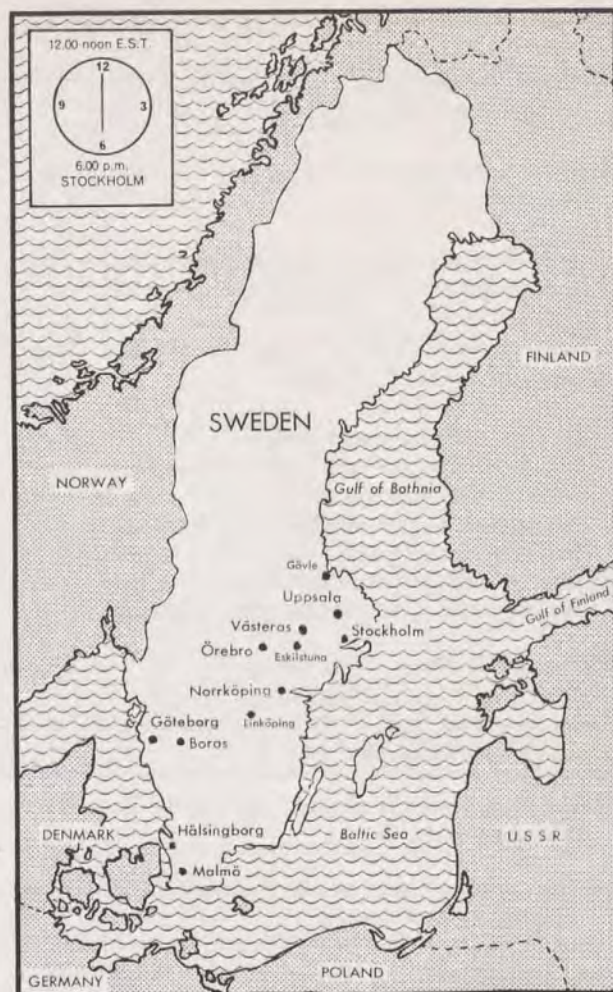 12.00 noon E.S.T.
12
9 3
6
6.00 p.m.
STOCKHOLM
FINLAND
SWEDEN
NORWAY
Gulf of Bothnia
Gövle
Uppsala
Gulf of Finland
Västeras
Stockholm
Örebro
Eskilstuna
Norrköping
Göteborg
Linköping
Boras
DENMARK
Hälsingborg
Baltic Sea
U.S.S.R.
Malmö
GERMANY
POLAND